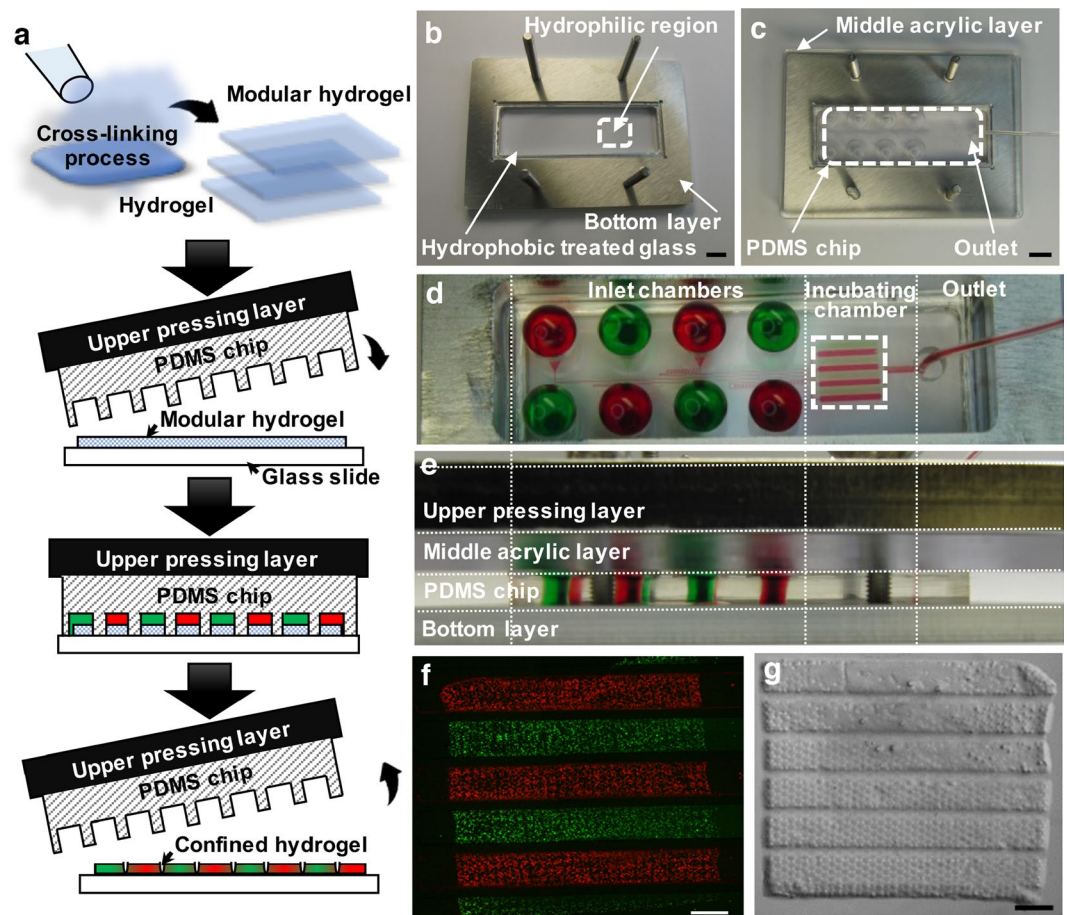 a
Cross-linking
process
Modular hydrogel
Hydrogel
Upper pressing layer
PDMS chip
Modular hydrogel
Glass slide
Upper pressing layer
PDMS chip
Upper pressing layer
PDMS chip
Confined hydrogel
b
Hydrophilic region
Bottom layer
Hydrophobic treated glass
c
Middle acrylic layer
PDMS chip
Outlet
d
Inlet chambers
Incubating
chamber
Outlet
e
Upper pressing layer
Middle acrylic layer
PDMS chip
Bottom layer
f
g